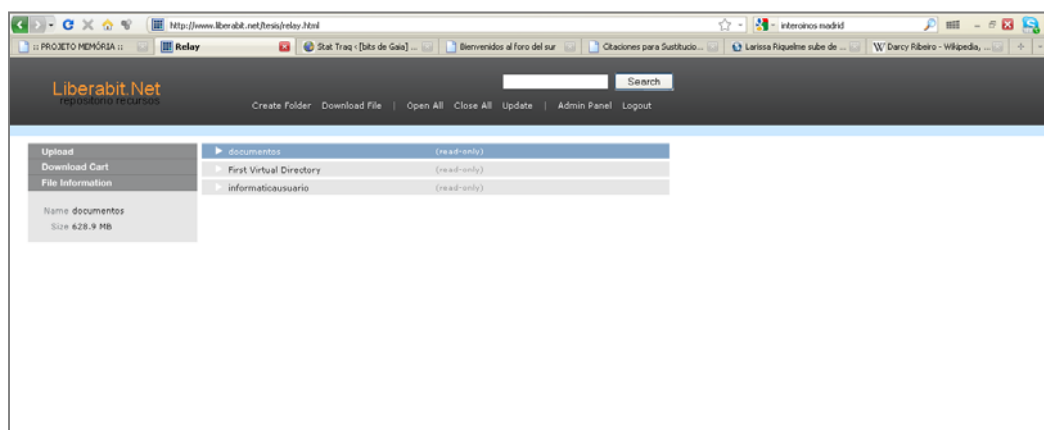 http://www.liberabit.net/tesis/relay.html
interoinos madrid
:: PROJETO MEMÓRIA ::
Relay
Stat Traq < [bits de Gaia] ...
Bienvenidos al foro del sur
Citaciones para Sustitucio...
Larissa Riquelme sube de ...
Darcy Ribeiro - Wikipedia, ...
Liberabit.Net
repositorio recursos
Search
Create Folder Download File | Open All Close All Update | Admin Panel Logout
Upload
Download Cart
File Information
Name documentos
Size 628.9 MB
documentos (read-only)
First Virtual Directory (read-only)
informaticausuario (read-only)